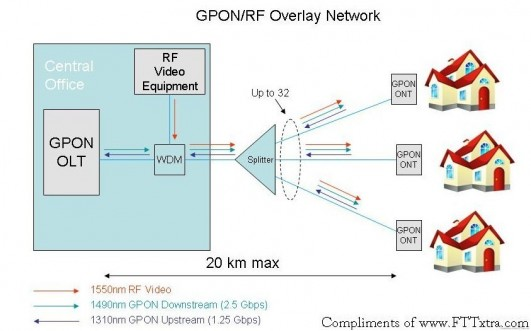 GPON/RF Overlay Network
Central
Office
RF
Video
Equipment
GPON
OLT
WDM
Up to 32
Splitter
GPON
ONT
GPON
ONT
GPON
ONT
20 km max
1550nm RF Video
1490nm GPON Downstream (2.5 Gbps)
1310nm GPON Upstream (1.25 Gbps)
Compliments of www.FTTxtra.com